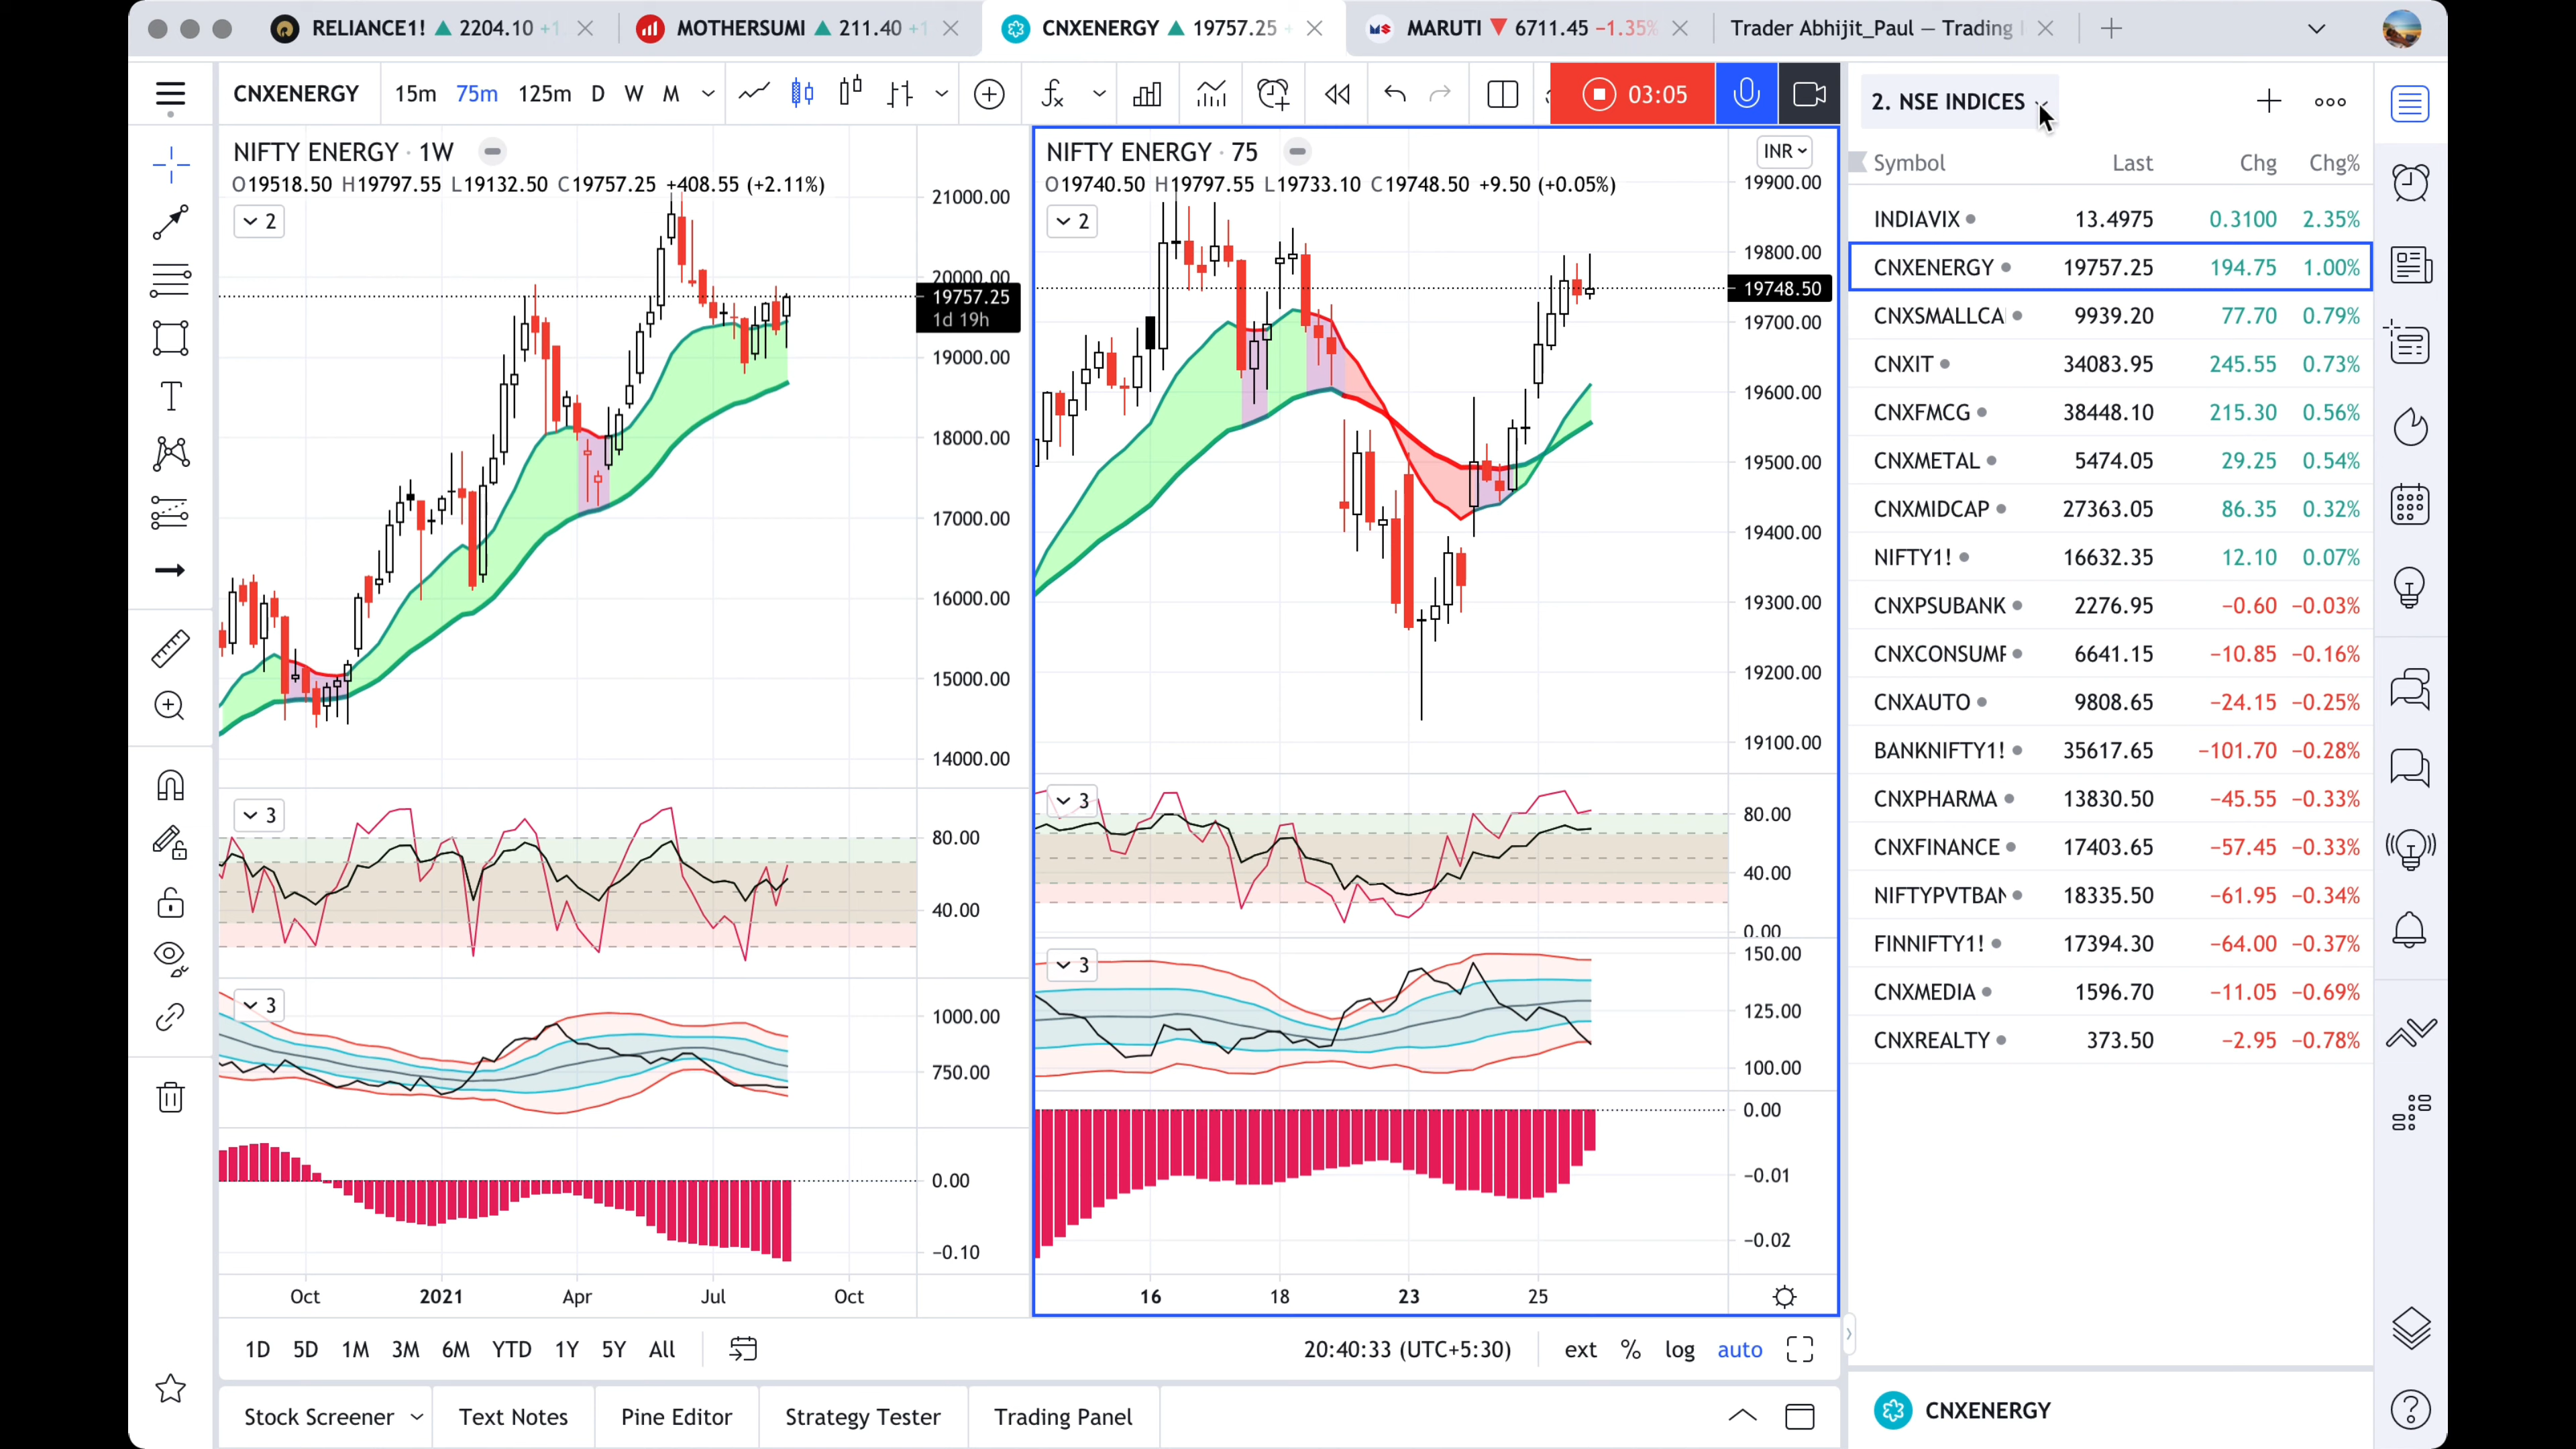 RELIANCE1! ▲ 2204.10
MOTHERSUMI ▲ 211.40
CNXENERGY ▲ 19757.25
MARUTI ▼ 6711.45 −1.35%
Trader Abhijit_Paul — Trading
CNXENERGY 15m 75m 125m D W M
03:05
NIFTY ENERGY · 1W
O19518.50 H19797.55 L19132.50 C19757.25 +408.55 (+2.11%)
2
21000.00
20000.00
19757.25
1d 19h
19000.00
18000.00
17000.00
16000.00
15000.00
14000.00
3
80.00
40.00
3
1000.00
750.00
0.00
−0.10
Oct 2021 Apr Jul Oct
NIFTY ENERGY · 75
INR
O19740.50 H19797.55 L19733.10 C19748.50 +9.50 (+0.05%)
2
19900.00
19800.00
19748.50
19700.00
19600.00
19500.00
19400.00
19300.00
19200.00
19100.00
3
80.00
40.00
0.00
3
150.00
125.00
100.00
0.00
−0.01
−0.02
16 18 23 25
1D 5D 1M 3M 6M YTD 1Y 5Y All
20:40:33 (UTC+5:30) ext % log auto
Stock Screener Text Notes Pine Editor Strategy Tester Trading Panel
2. NSE INDICES
Symbol Last Chg Chg%
INDIAVIX 13.4975 0.3100 2.35%
CNXENERGY 19757.25 194.75 1.00%
CNXSMALLCA 9939.20 77.70 0.79%
CNXIT 34083.95 245.55 0.73%
CNXFMCG 38448.10 215.30 0.56%
CNXMETAL 5474.05 29.25 0.54%
CNXMIDCAP 27363.05 86.35 0.32%
NIFTY1! 16632.35 12.10 0.07%
CNXPSUBANK 2276.95 −0.60 −0.03%
CNXCONSUM 6641.15 −10.85 −0.16%
CNXAUTO 9808.65 −24.15 −0.25%
BANKNIFTY1! 35617.65 −101.70 −0.28%
CNXPHARMA 13830.50 −45.55 −0.33%
CNXFINANCE 17403.65 −57.45 −0.33%
NIFTYPVTBAN 18335.50 −61.95 −0.34%
FINNIFTY1! 17394.30 −64.00 −0.37%
CNXMEDIA 1596.70 −11.05 −0.69%
CNXREALTY 373.50 −2.95 −0.78%
CNXENERGY